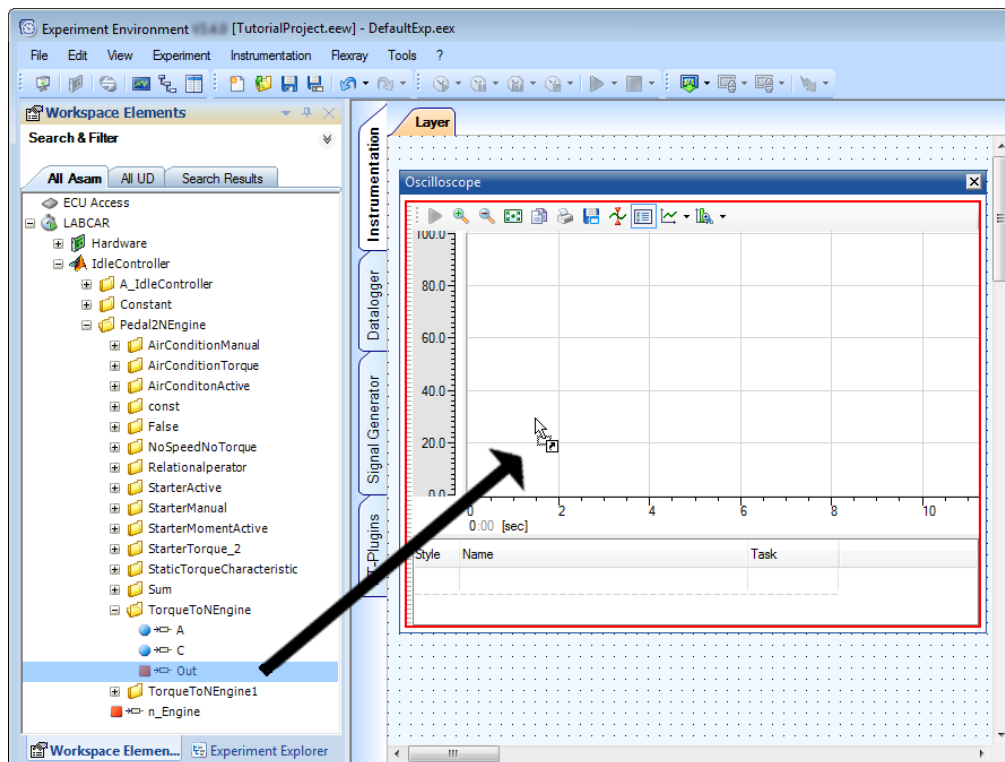 Experiment Environment [TutorialProject.eew] - DefaultExp.eex
File Edit View Experiment Instrumentation Flexray Tools ?
Workspace Elements
Search & Filter
All Asam All UD Search Results
ECU Access
LABCAR
Hardware
IdleController
A_IdleController
Constant
Pedal2NEngine
AirConditionManual
AirConditionTorque
AirConditonActive
const
False
NoSpeedNoTorque
Relationalperator
StarterActive
StarterManual
StarterMomentActive
StarterTorque_2
StaticTorqueCharacteristic
Sum
TorqueToNEngine
A
C
Out
TorqueToNEngine1
n_Engine
Workspace Elemen... Experiment Explorer
Instrumentation
Datalogger
Signal Generator
T-Plugins
Layer
Oscilloscope
100.0
80.0
60.0
40.0
20.0
0.0
0 2 4 6 8 10
0:00 [sec]
Style Name Task